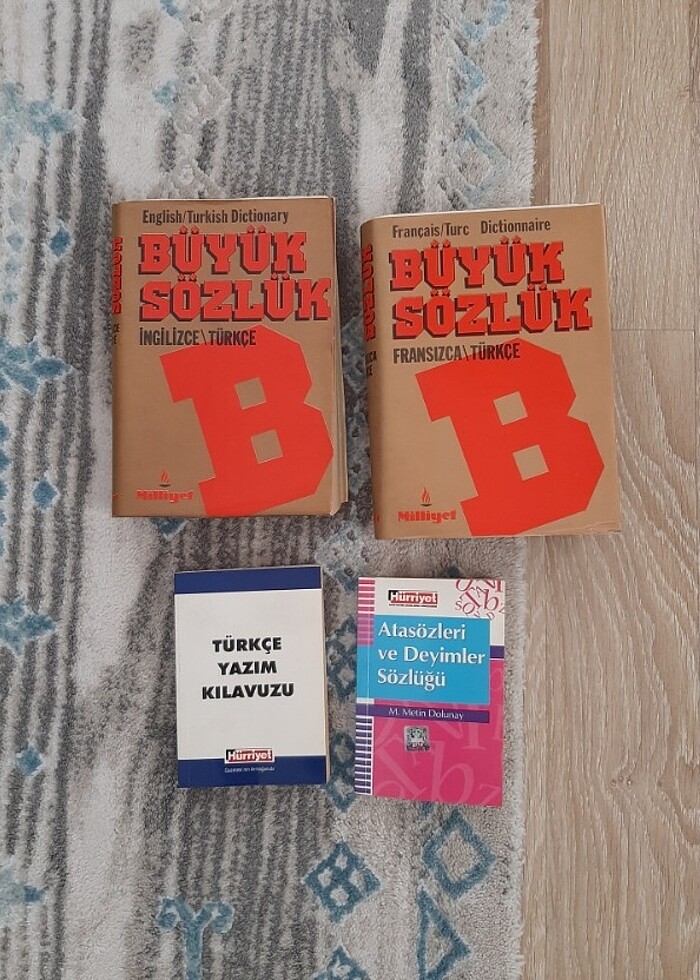 English/Turkish Dictionary
BÜYÜK
SÖZLÜK
İNGİLİZCE\TÜRKÇE
B
Milliyet
Français/Turc Dictionnaire
BÜYÜK
SÖZLÜK
FRANSIZCA\TÜRKÇE
B
Milliyet
TÜRKÇE
YAZIM
KILAVUZU
Hürriyet
Hürriyet
Atasözleri
ve Deyimler
Sözlüğü
M. Metin Dolunay